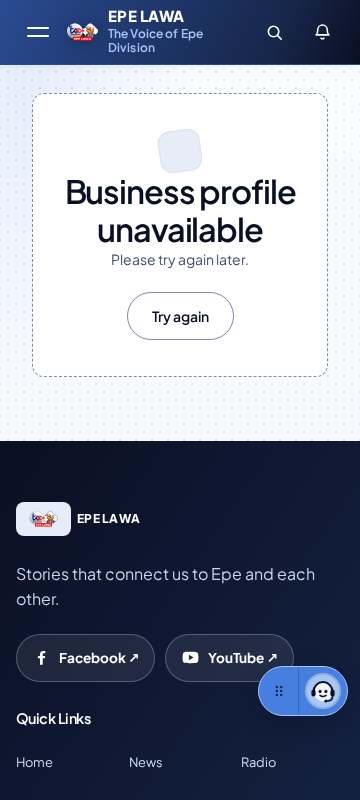 EPE LAWA
The Voice of Epe
Division
Business profile
unavailable
Please try again later.
Try again
EPE LAWA
Stories that connect us to Epe and each
other.
Facebook ↗
YouTube ↗
Quick Links
Home
News
Radio